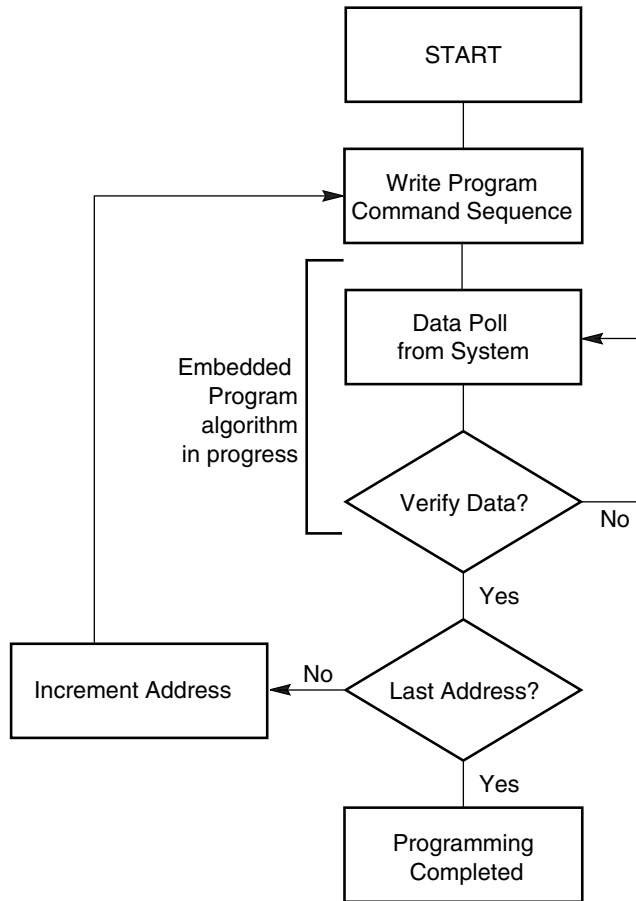 START
Write Program
Command Sequence
Data Poll
from System
Embedded
Program
algorithm
in progress
Verify Data?
No
Yes
Last Address?
No
Increment Address
Yes
Programming
Completed